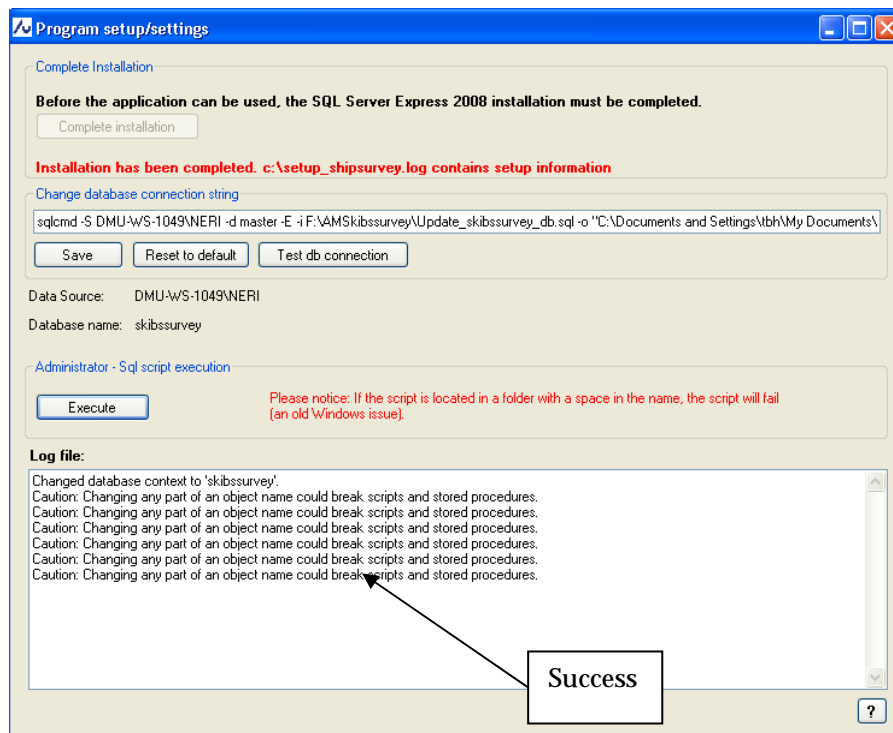 Program setup/settings
Complete Installation
Before the application can be used, the SQL Server Express 2008 installation must be completed.
Complete installation
Installation has been completed. c:\setup_shipsurvey.log contains setup information
Change database connection string
sqlcmd -S DMU-WS-1049\NERI -d master -E -i F:\AMSkibssurvey\Update_skibssurvey_db.sql -o "C:\Documents and Settings\tbh\My Documents\
Save Reset to default Test db connection
Data Source: DMU-WS-1049\NERI
Database name: skibssurvey
Administrator - Sql script execution
Execute
Please notice: If the script is located in a folder with a space in the name, the script will fail
(an old Windows issue).
Log file:
Changed database context to 'skibssurvey'.
Caution: Changing any part of an object name could break scripts and stored procedures.
Caution: Changing any part of an object name could break scripts and stored procedures.
Caution: Changing any part of an object name could break scripts and stored procedures.
Caution: Changing any part of an object name could break scripts and stored procedures.
Caution: Changing any part of an object name could break scripts and stored procedures.
Caution: Changing any part of an object name could break scripts and stored procedures.
Success
?